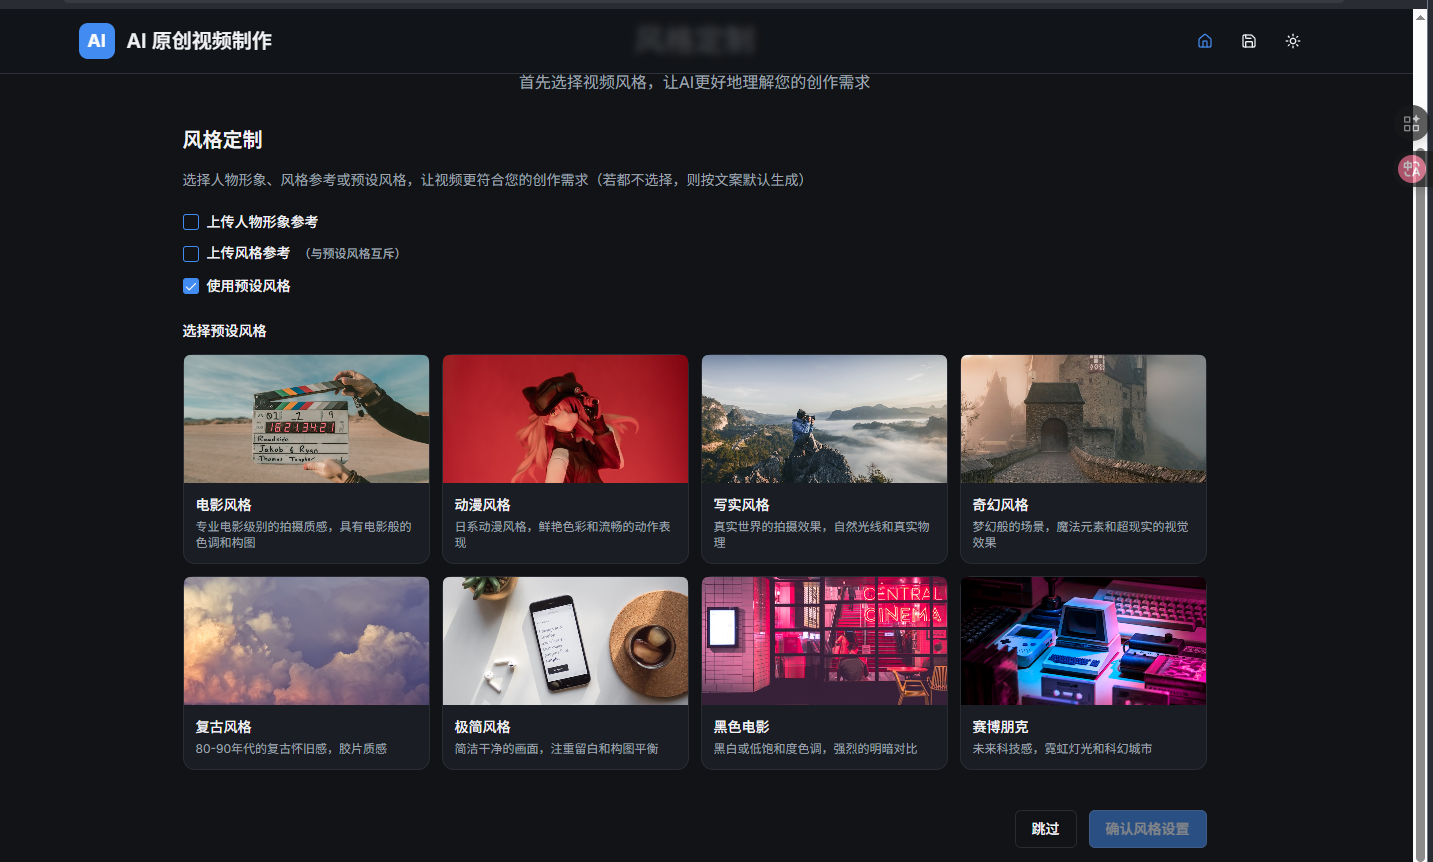 AI AI 原创视频制作
风格定制
首先选择视频风格，让AI更好地理解您的创作需求
风格定制
选择人物形象、风格参考或预设风格，让视频更符合您的创作需求（若都不选择，则按文案默认生成）
上传人物形象参考
上传风格参考 （与预设风格互斥）
使用预设风格
选择预设风格
Roadside
Jakob & Ryan
电影风格
专业电影级别的拍摄质感，具有电影般的
色调和构图
动漫风格
日系动漫风格，鲜艳色彩和流畅的动作表
现
写实风格
真实世界的拍摄效果，自然光线和真实物
理
奇幻风格
梦幻般的场景，魔法元素和超现实的视觉
效果
复古风格
80-90年代的复古怀旧感，胶片质感
极简风格
简洁干净的画面，注重留白和构图平衡
CENTRAL
CINEMA
黑色电影
黑白或低饱和度色调，强烈的明暗对比
赛博朋克
未来科技感，霓虹灯光和科幻城市
跳过
确认风格设置